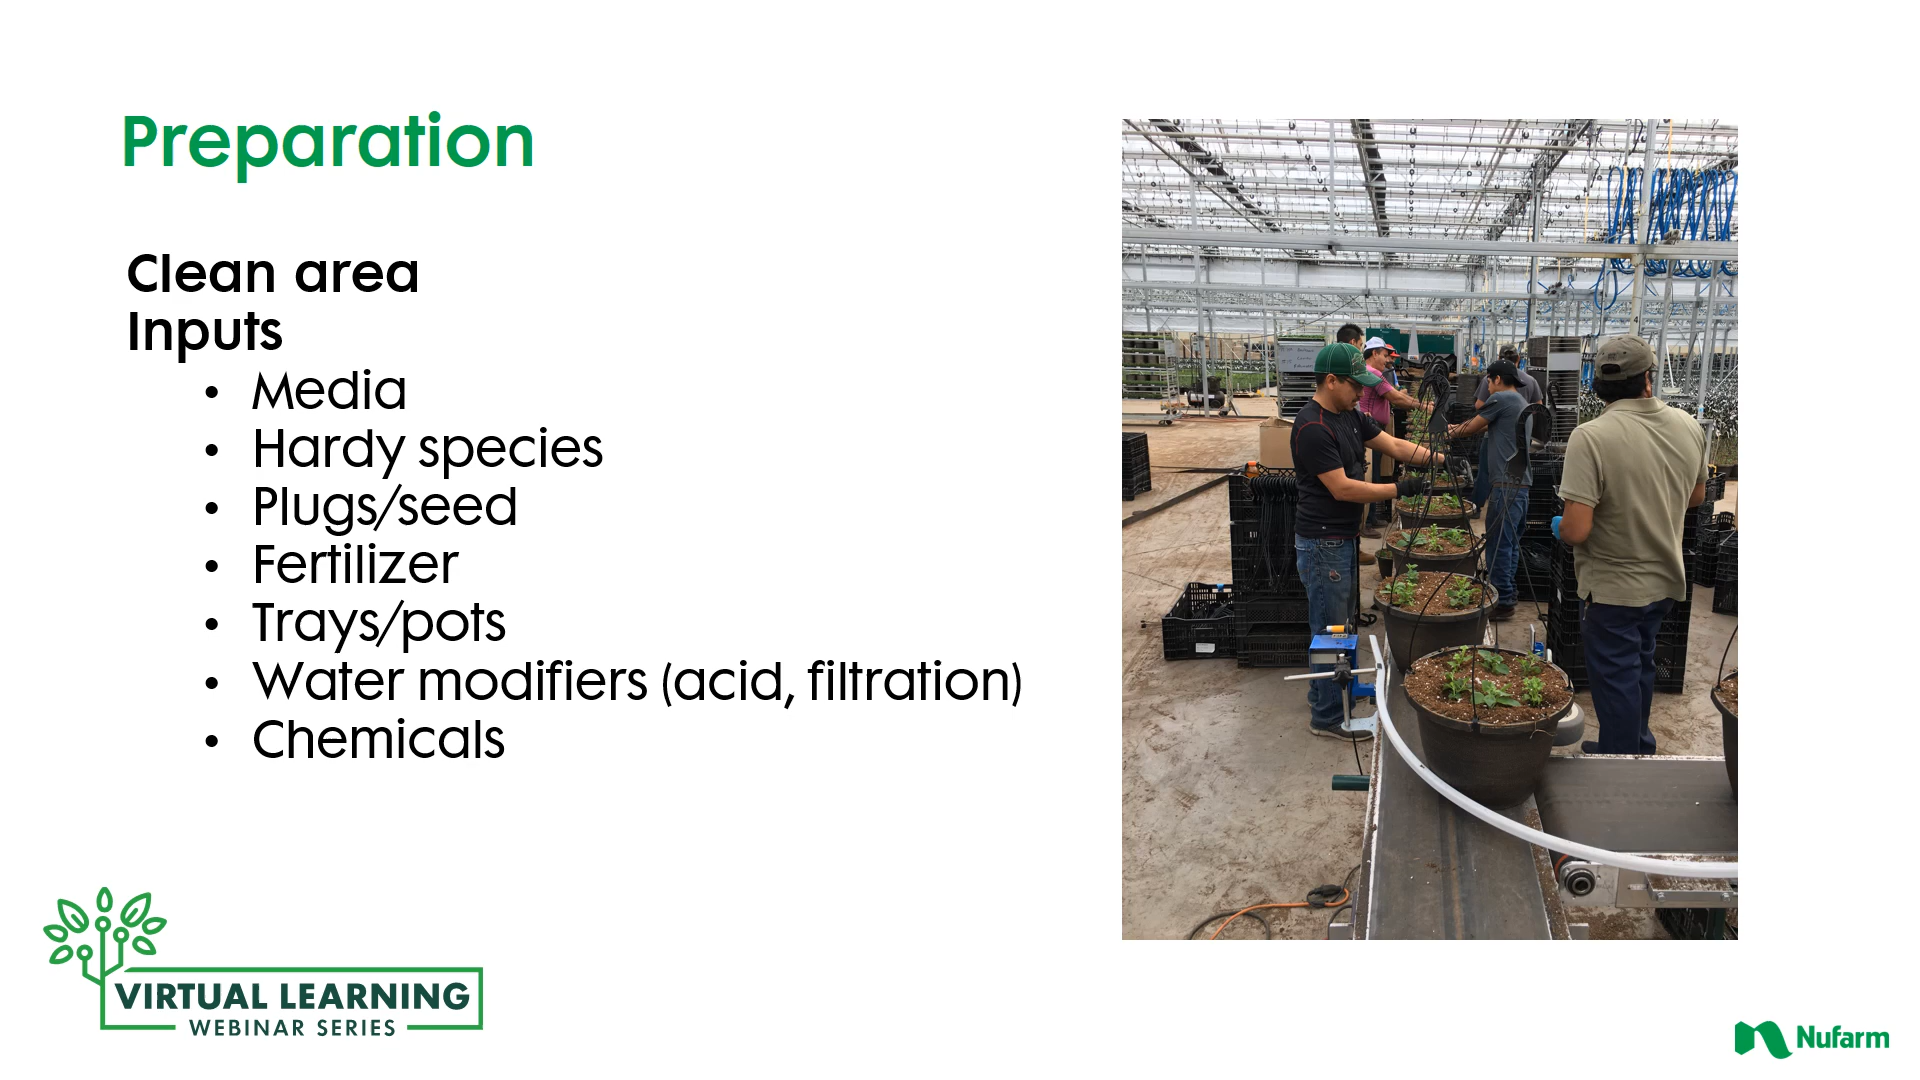 Preparation
Clean area
Inputs
• Media
• Hardy species
• Plugs/seed
• Fertilizer
• Trays/pots
• Water modifiers (acid, filtration)
• Chemicals
VIRTUAL LEARNING
WEBINAR SERIES
Nufarm